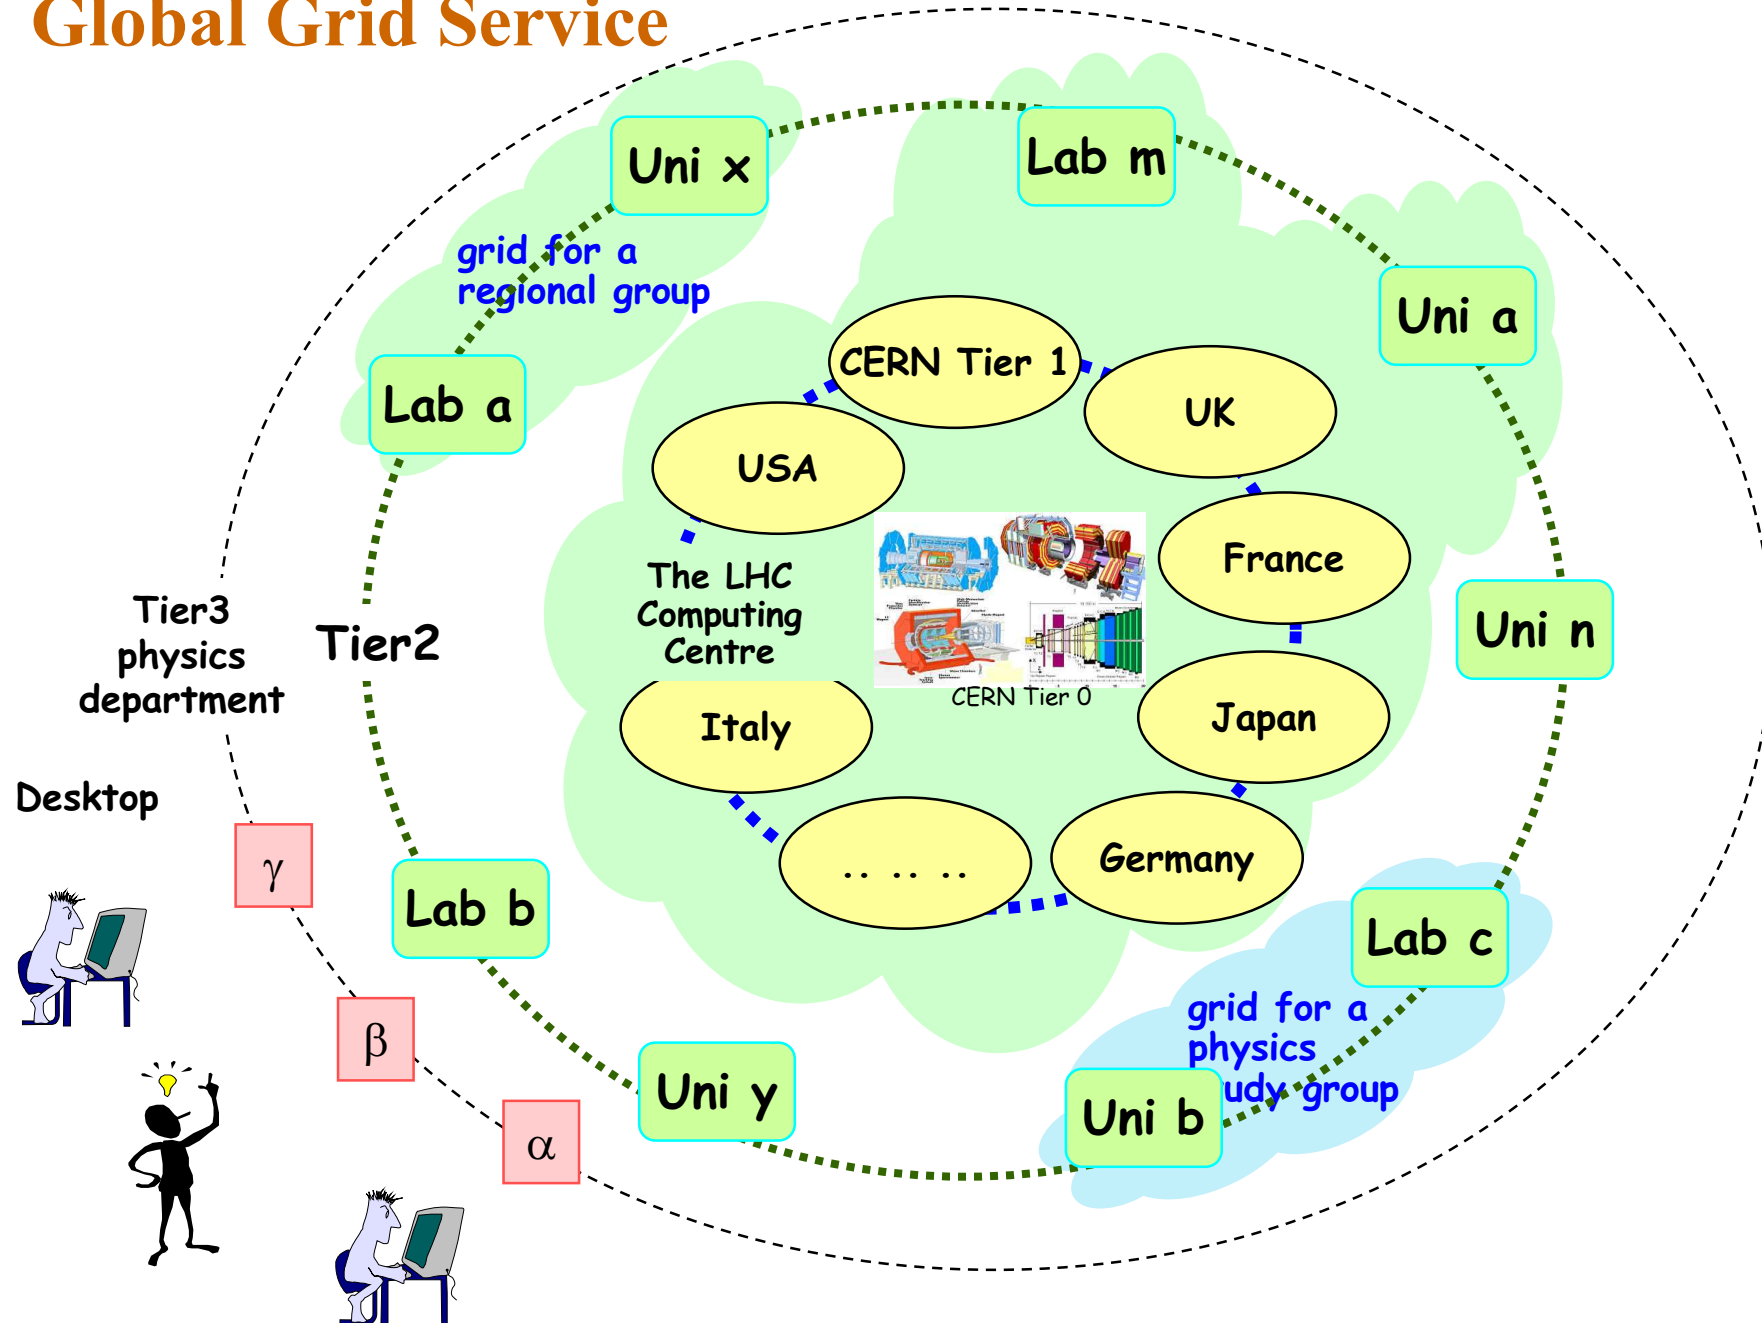 Global Grid Service
Uni x
Lab m
grid for a
regional group
Uni a
CERN Tier 1
Lab a
UK
USA
France
The LHC
Computing
Centre
Tier3
physics
department
Tier2
Uni n
CERN Tier 0
Italy
Japan
Desktop
.. .. ..
Germany
γ
Lab b
Lab c
grid for a
physics
udy group
β
Uni y
Uni b
α